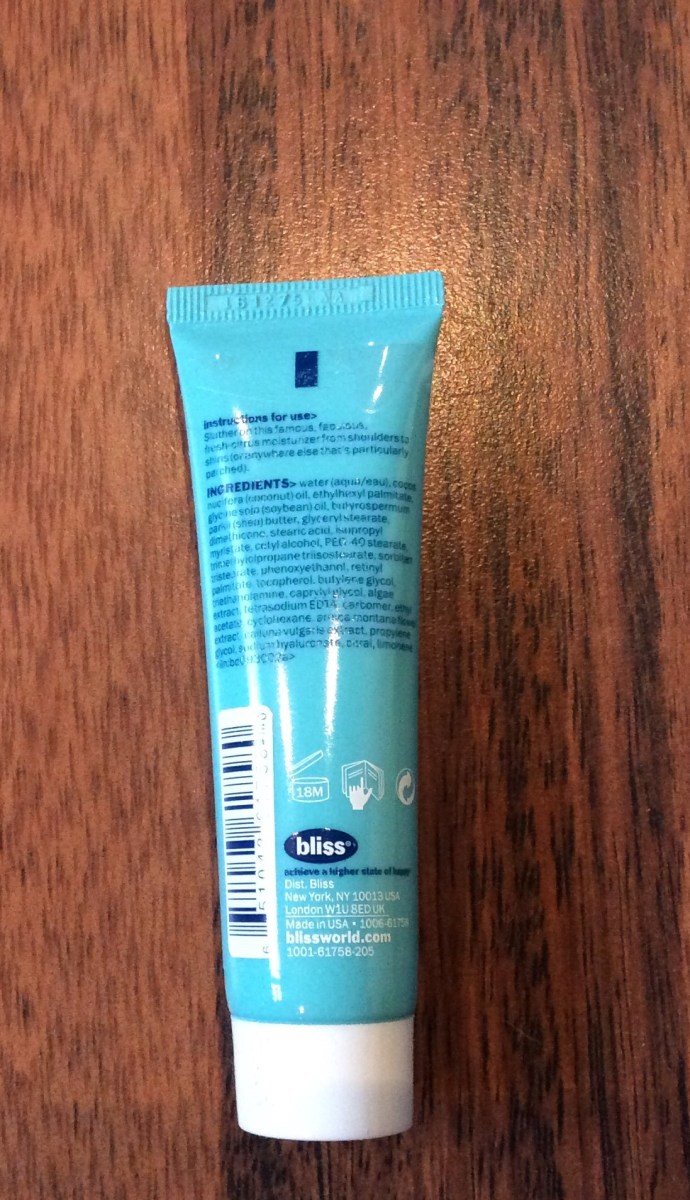 instructions for use>
Slather on this famous, fabulous,
fresh-citrus moisturizer from shoulders to
shins (or anywhere else that's particularly
parched).
INGREDIENTS> water (aqua/eau), cocos
nucifera (coconut) oil, ethylhexyl palmitate,
glycine soja (soybean) oil, butyrospermum
parkii (shea) butter, glyceryl stearate,
dimethicone, stearic acid, isopropyl
myristate, cetyl alcohol, PEG-40 stearate,
trimethylolpropane triisostearate, sorbitan
tristearate, phenoxyethanol, retinyl
palmitate, tocopherol, butylene glycol,
triethanolamine, caprylyl glycol, algae
extract, tetrasodium EDTA, carbomer, ethyl
acetate, cyclohexane, arnica montana flower
extract, vulgaris extract, propylene
glycol, sodium hyaluronate, citral, limonene
18M
bliss®
achieve a higher state of happy
Dist. Bliss
New York, NY 10013 USA
London W1U 8ED UK
Made in USA • 1006-61758
blissworld.com
1001-61758-205